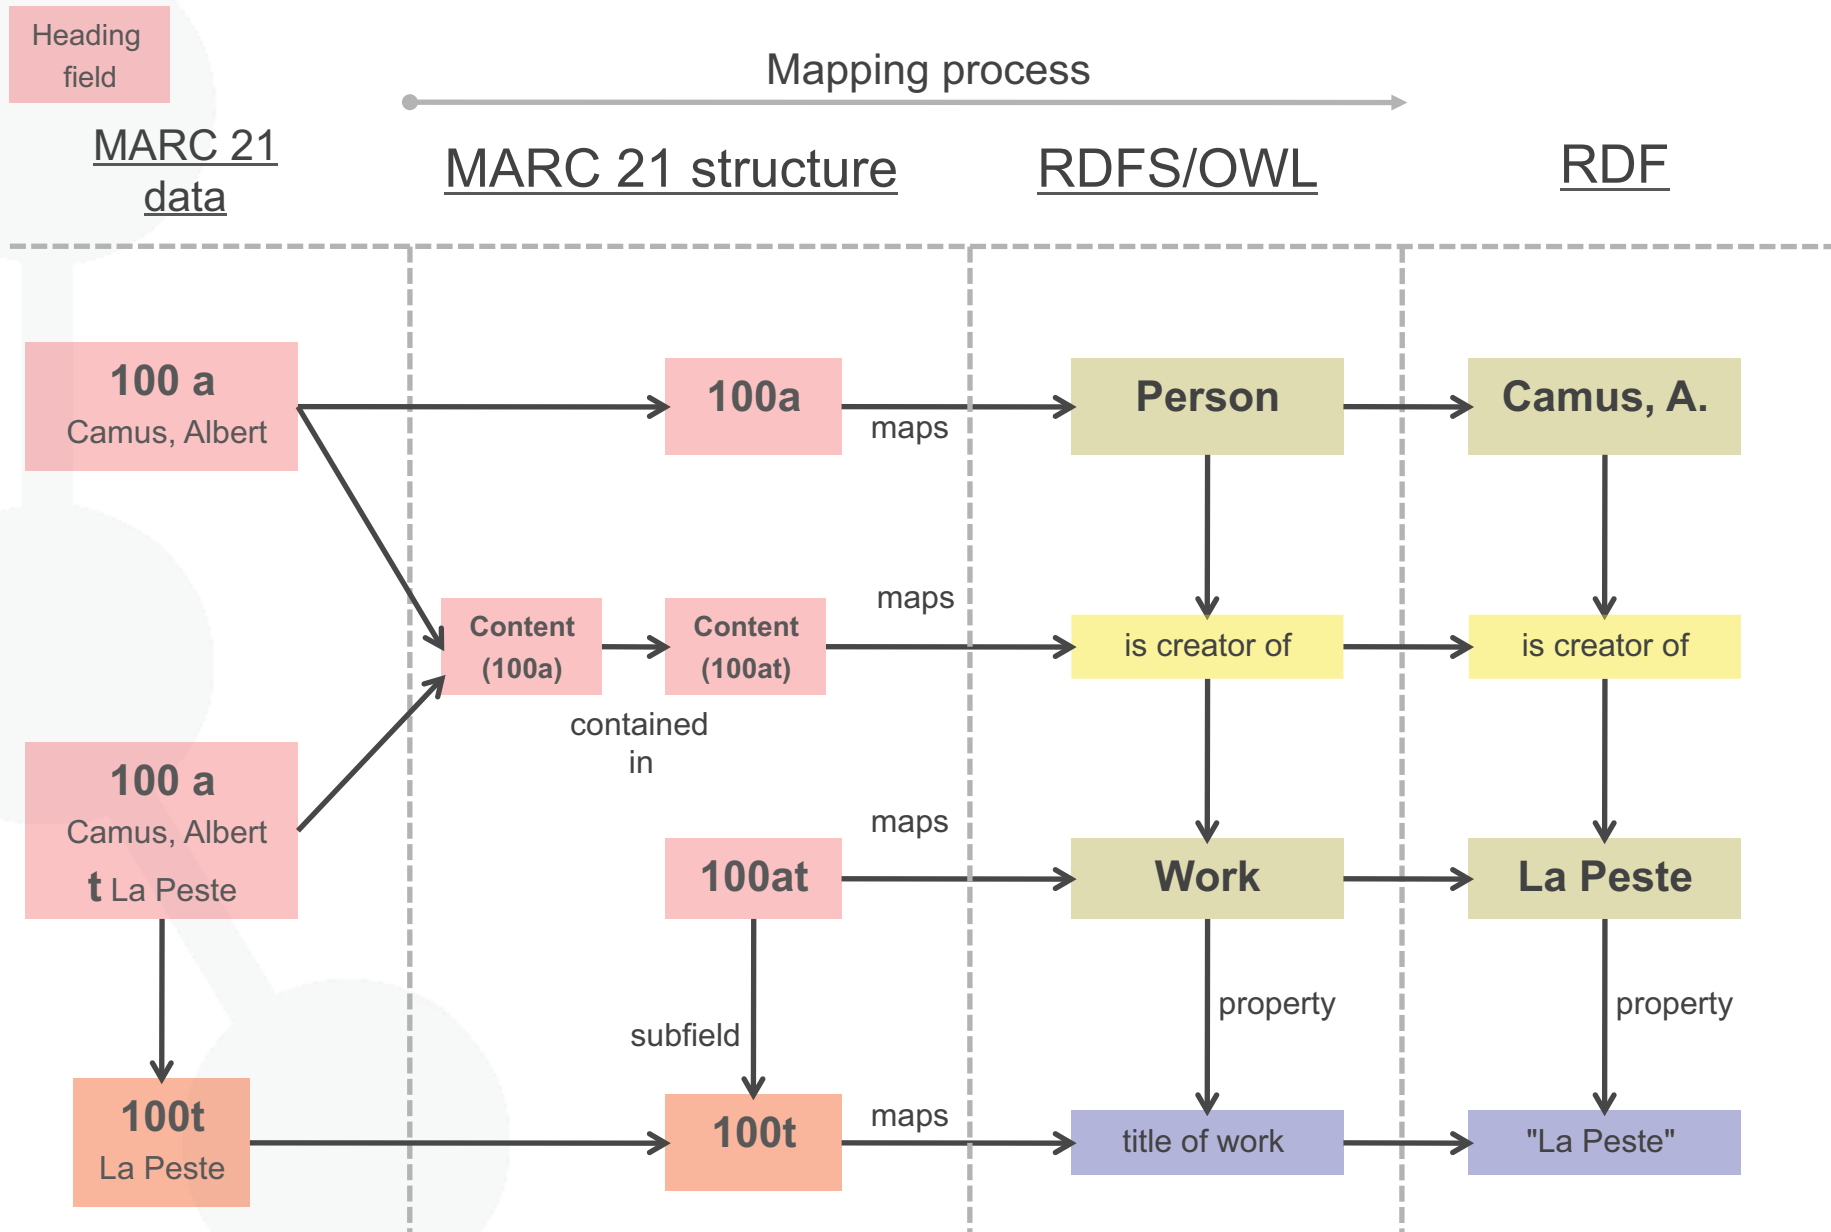 Heading
field
Mapping process
MARC 21
data
MARC 21 structure
RDFS/OWL
RDF
100 a
Camus, Albert
100a
maps
Person
Camus, A.
Content
(100a)
Content
(100at)
contained
in
maps
is creator of
is creator of
100 a
Camus, Albert
t La Peste
100at
maps
Work
La Peste
subfield
property
property
100t
La Peste
100t
maps
title of work
"La Peste"